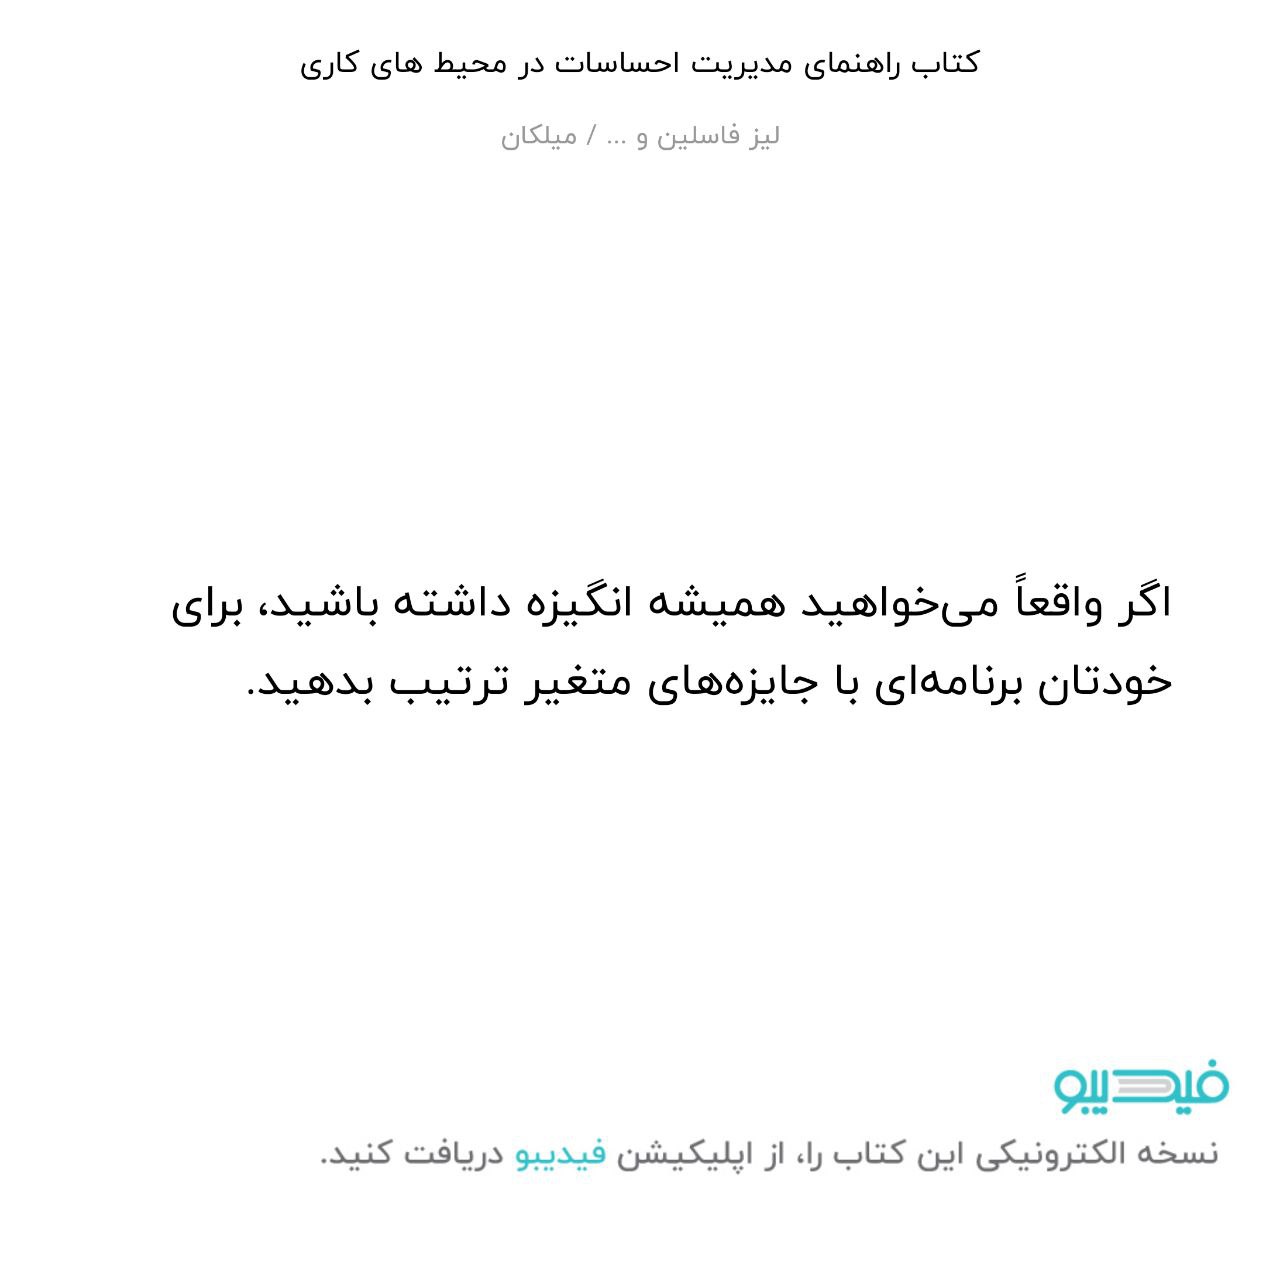 کتاب راهنمای مدیریت احساسات در محیط های کاری
لیز فاسلین و ... / میلکان
اگر واقعاً می‌خواهید همیشه انگیزه داشته باشید، برای
خودتان برنامه‌ای با جایزه‌های متغیر ترتیب بدهید.
فیدیبو
نسخه الکترونیکی این کتاب را، از اپلیکیشن فیدیبو دریافت کنید.